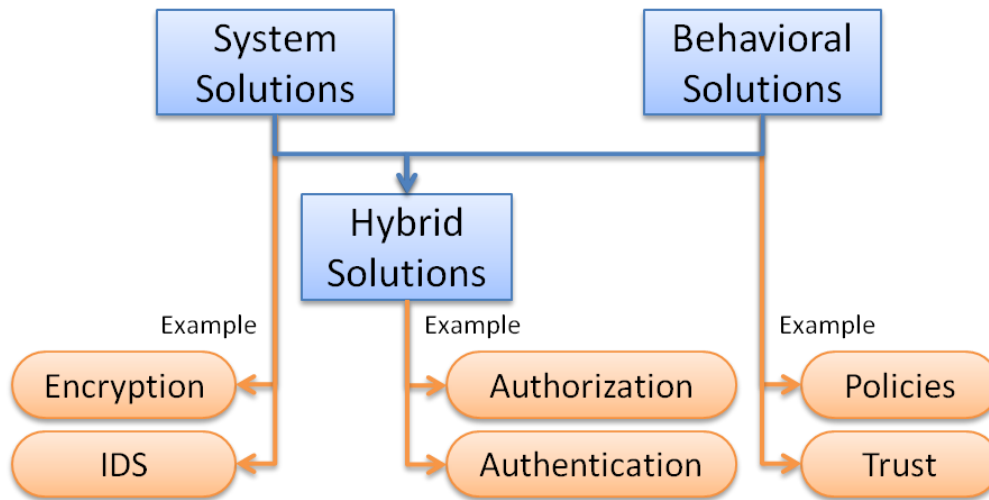 System
Solutions
Behavioral
Solutions
Hybrid
Solutions
Example
Example
Example
Encryption
Authorization
Policies
IDS
Authentication
Trust